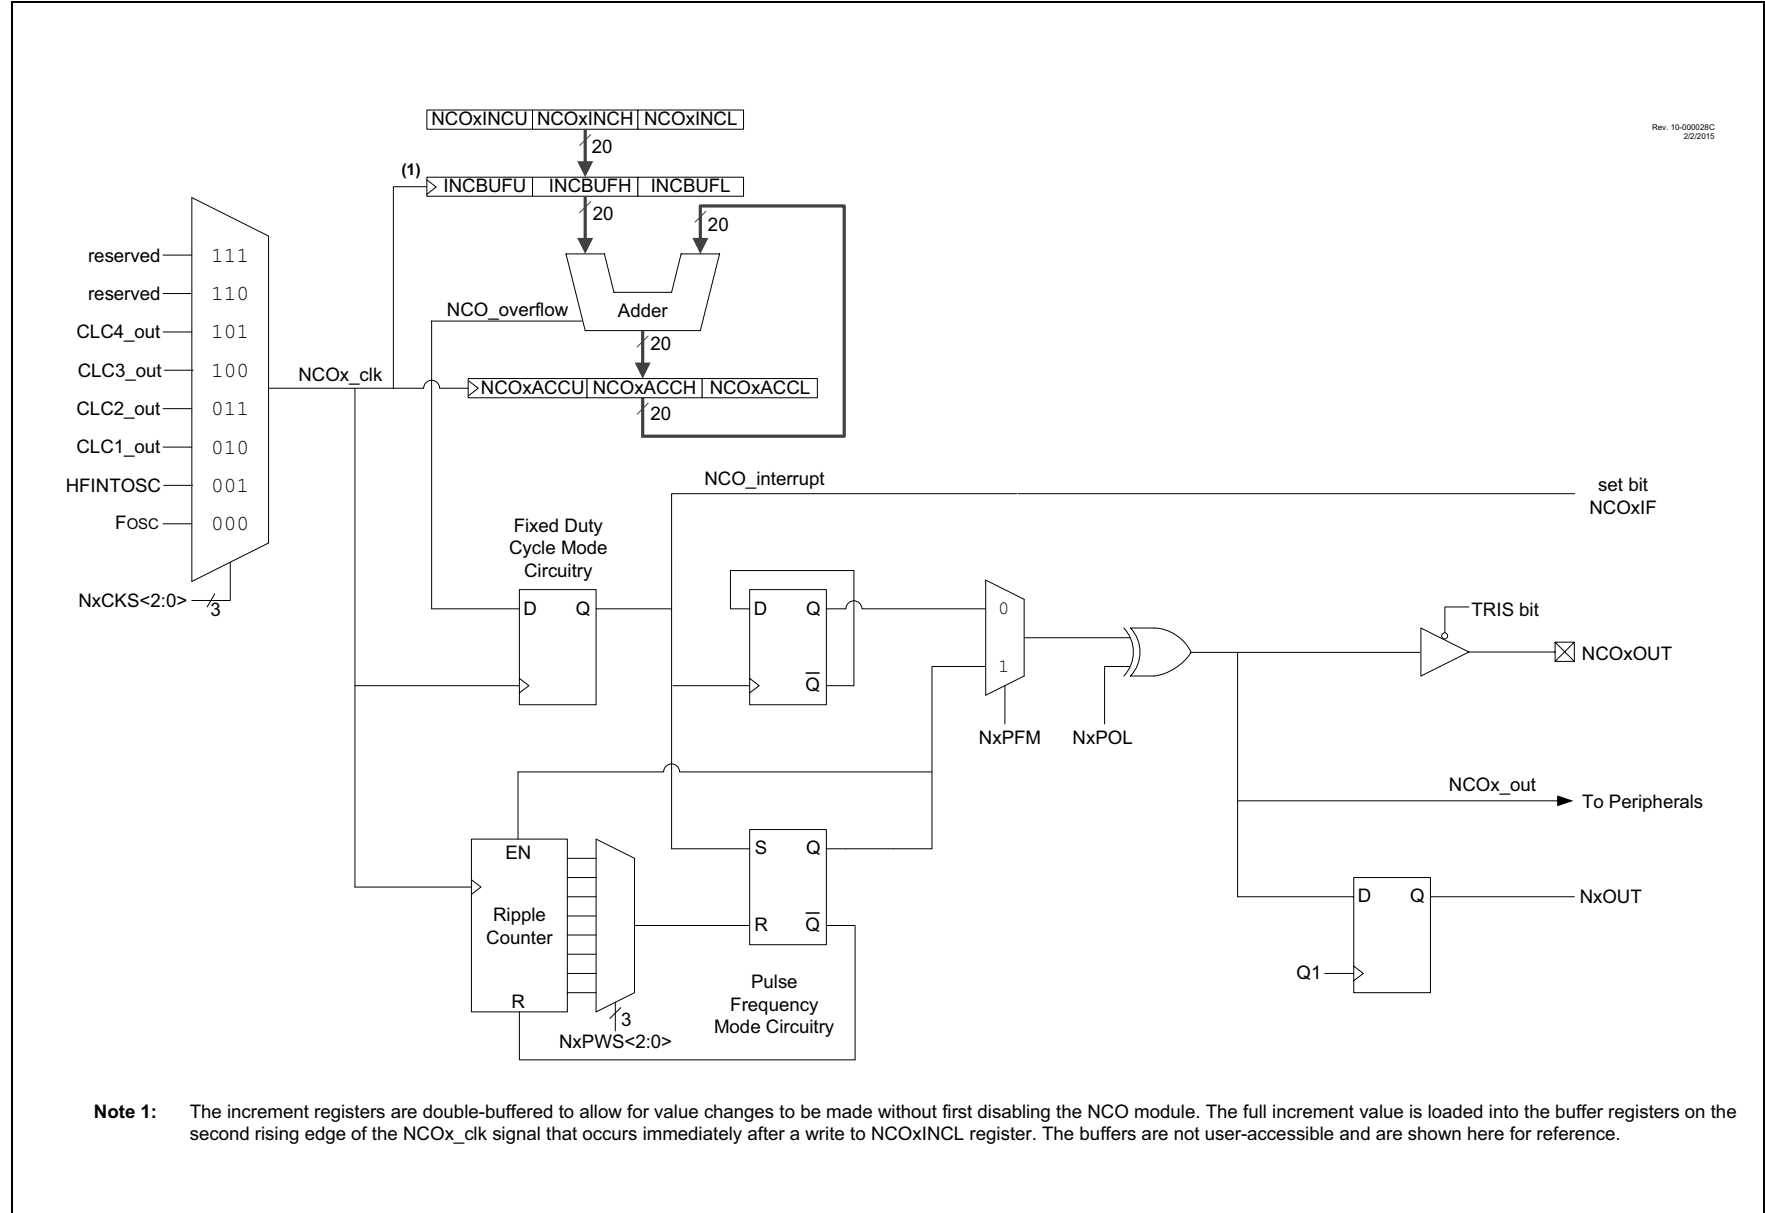 NCOxINCU NCOxINCH NCOxINCL
Rev. 10-000028C
2/2/2015
20
(1)
INCBUFU INCBUFH INCBUFL
20
20
reserved 111
reserved 110
CLC4_out 101
CLC3_out 100
CLC2_out 011
CLC1_out 010
HFINTOSC 001
FOSC 000
NxCKS<2:0>
3
NCOx_clk
NCO_overflow
Adder
20
NCOxACCU NCOxACCH NCOxACCL
20
NCO_interrupt
set bit
NCOxIF
Fixed Duty
Cycle Mode
Circuitry
D Q
D Q
Q
0
1
NxPFM
NxPOL
TRIS bit
NCOxOUT
NCOx_out
To Peripherals
EN
Ripple
Counter
R
3
NxPWS<2:0>
S Q
R Q
Pulse
Frequency
Mode Circuitry
D Q
NxOUT
Q1
Note 1: The increment registers are double-buffered to allow for value changes to be made without first disabling the NCO module. The full increment value is loaded into the buffer registers on the
second rising edge of the NCOx_clk signal that occurs immediately after a write to NCOxINCL register. The buffers are not user-accessible and are shown here for reference.